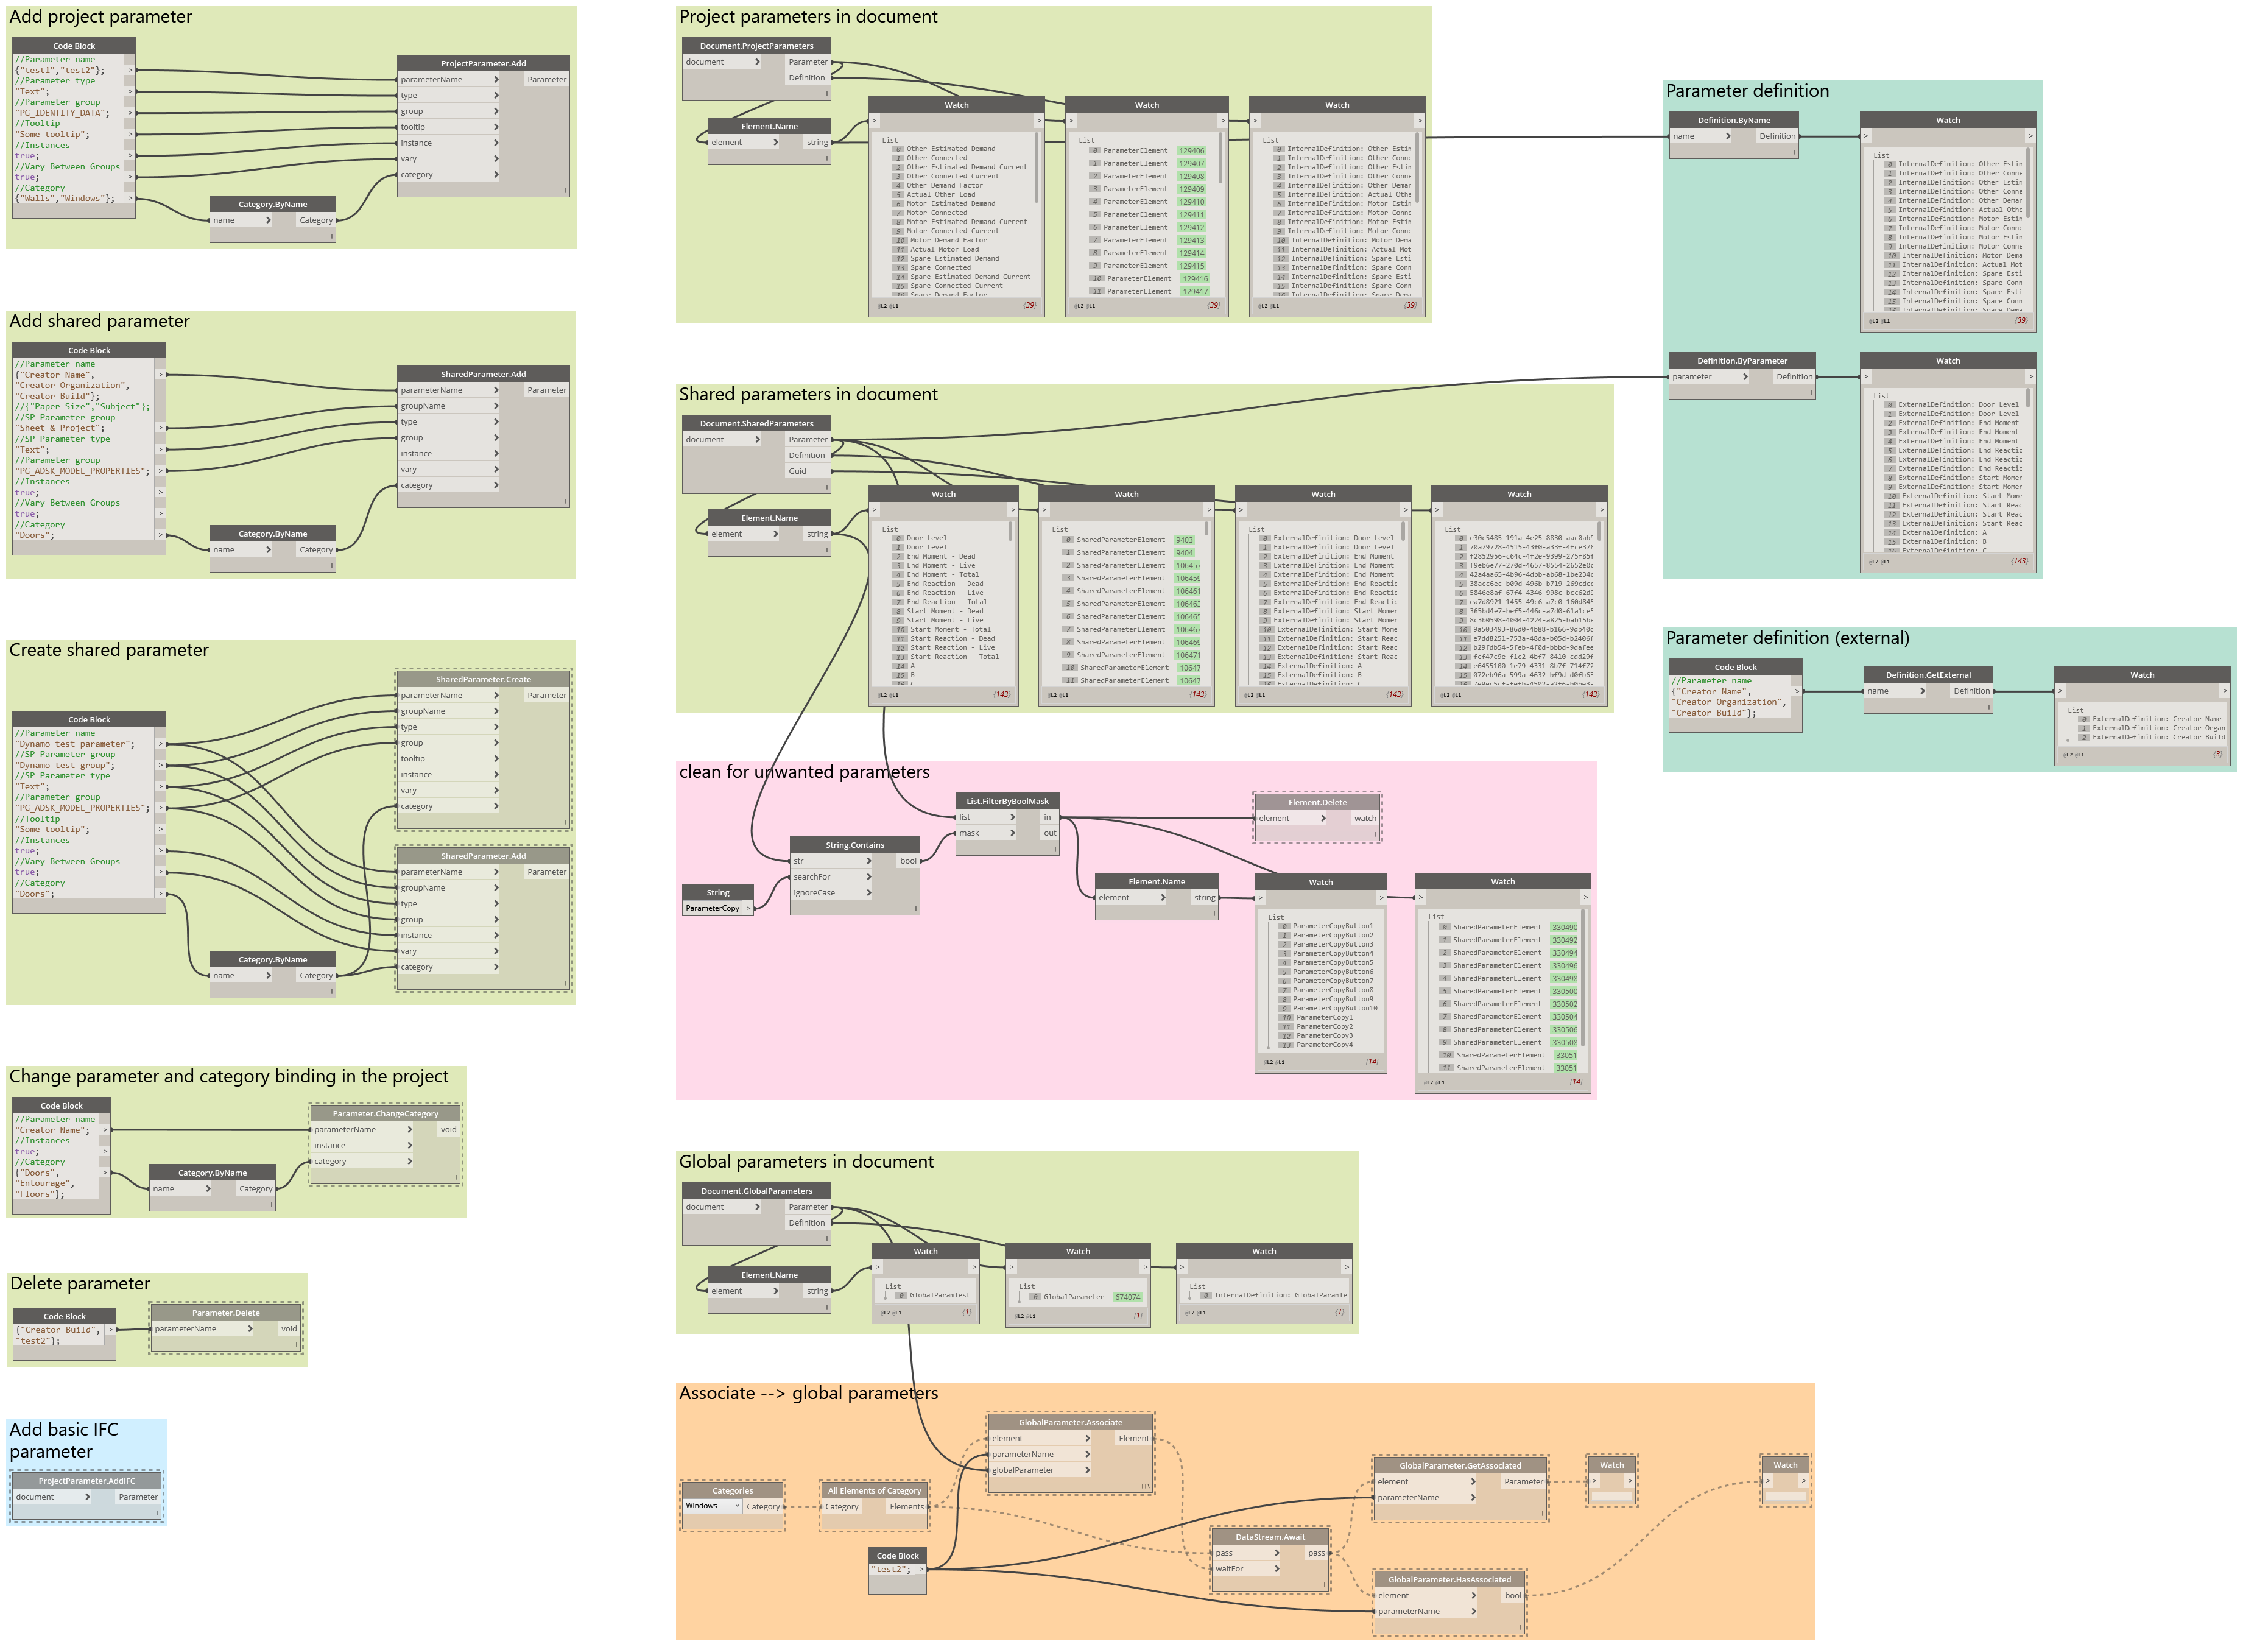 Add project parameter
Code Block
//Parameter name
{"test1","test2"};
//Parameter type
"Text";
//Parameter group
"PG_IDENTITY_DATA";
//Tooltip
"Some tooltip";
//Instances
true;
//Vary Between Groups
true;
//Category
{"Walls","Windows"};
Category.ByName
name > Category
ProjectParameter.Add
parameterName > Parameter
type >
group >
tooltip >
instance >
vary >
category >
Add shared parameter
Code Block
//Parameter name
{"Creator Name",
"Creator Organization",
"Creator Build"};
//{"Paper Size","Subject"};
//SP Parameter group
"Sheet & Project";
//SP Parameter type
"Text";
//Parameter group
"PG_ADSK_MODEL_PROPERTIES";
//Instances
true;
//Vary Between Groups
true;
//Category
"Doors";
Category.ByName
name > Category
SharedParameter.Add
parameterName > Parameter
groupName >
type >
group >
instance >
vary >
category >
Create shared parameter
Code Block
//Parameter name
"Dynamo test parameter";
//SP Parameter group
"Dynamo test group";
//SP Parameter type
"Text";
//Parameter group
"PG_ADSK_MODEL_PROPERTIES";
//Tooltip
"Some tooltip";
//Instances
true;
//Vary Between Groups
true;
//Category
"Doors";
Category.ByName
name > Category
SharedParameter.Create
parameterName > Parameter
groupName >
type >
group >
tooltip >
instance >
vary >
category >
SharedParameter.Add
parameterName > Parameter
groupName >
type >
group >
instance >
vary >
category >
Change parameter and category binding in the project
Code Block
//Parameter name
"Creator Name";
//Instances
true;
//Category
{"Doors",
"Entourage",
"Floors"};
Category.ByName
name > Category
Parameter.ChangeCategory
parameterName > void
instance >
category >
Delete parameter
Code Block
{"Creator Build",
"test2"};
Parameter.Delete
parameterName > void
Add basic IFC
parameter
ProjectParameter.AddIFC
document > Parameter
Project parameters in document
Document.ProjectParameters
document > Parameter
Definition
Element.Name
element > string
Watch
List
0 Other Estimated Demand
1 Other Connected
2 Other Estimated Demand Current
3 Other Connected Current
4 Other Demand Factor
5 Actual Other Load
6 Motor Estimated Demand
7 Motor Connected
8 Motor Estimated Demand Current
9 Motor Connected Current
10 Motor Demand Factor
11 Actual Motor Load
12 Spare Estimated Demand
13 Spare Connected
14 Spare Estimated Demand Current
15 Spare Connected Current
16 Spare Demand Factor
@L2 @L1 {39}
Watch
List
0 ParameterElement 129406
1 ParameterElement 129407
2 ParameterElement 129408
3 ParameterElement 129409
4 ParameterElement 129410
5 ParameterElement 129411
6 ParameterElement 129412
7 ParameterElement 129413
8 ParameterElement 129414
9 ParameterElement 129415
10 ParameterElement 129416
11 ParameterElement 129417
@L2 @L1 {39}
Watch
List
0 InternalDefinition: Other Estim
1 InternalDefinition: Other Conne
2 InternalDefinition: Other Estim
3 InternalDefinition: Other Conne
4 InternalDefinition: Other Deman
5 InternalDefinition: Actual Othe
6 InternalDefinition: Motor Estim
7 InternalDefinition: Motor Conne
8 InternalDefinition: Motor Estim
9 InternalDefinition: Motor Conne
10 InternalDefinition: Motor Dema
11 InternalDefinition: Actual Mot
12 InternalDefinition: Spare Esti
13 InternalDefinition: Spare Conn
14 InternalDefinition: Spare Esti
15 InternalDefinition: Spare Conn
16 InternalDefinition: Spare Dema
@L2 @L1 {39}
Shared parameters in document
Document.SharedParameters
document > Parameter
Definition
Guid
Element.Name
element > string
Watch
List
0 Door Level
1 Door Level
2 End Moment - Dead
3 End Moment - Live
4 End Moment - Total
5 End Reaction - Dead
6 End Reaction - Live
7 End Reaction - Total
8 Start Moment - Dead
9 Start Moment - Live
10 Start Moment - Total
11 Start Reaction - Dead
12 Start Reaction - Live
13 Start Reaction - Total
14 A
15 B
16 C
@L2 @L1 {143}
Watch
List
0 SharedParameterElement 9403
1 SharedParameterElement 9404
2 SharedParameterElement 106457
3 SharedParameterElement 106459
4 SharedParameterElement 106461
5 SharedParameterElement 106463
6 SharedParameterElement 106465
7 SharedParameterElement 106467
8 SharedParameterElement 106469
9 SharedParameterElement 106471
10 SharedParameterElement 10647
11 SharedParameterElement 10647
@L2 @L1 {143}
Watch
List
0 ExternalDefinition: Door Level
1 ExternalDefinition: Door Level
2 ExternalDefinition: End Moment
3 ExternalDefinition: End Moment
4 ExternalDefinition: End Moment
5 ExternalDefinition: End Reactic
6 ExternalDefinition: End Reactic
7 ExternalDefinition: End Reactic
8 ExternalDefinition: Start Momer
9 ExternalDefinition: Start Momer
10 ExternalDefinition: Start Mome
11 ExternalDefinition: Start Reac
12 ExternalDefinition: Start Reac
13 ExternalDefinition: Start Reac
14 ExternalDefinition: A
15 ExternalDefinition: B
16 ExternalDefinition: C
@L2 @L1 {143}
Watch
List
0 e30c5485-191a-4e25-8830-aac0ab9
1 70a79728-4515-43f0-a33f-4fce376
2 f2852956-c64c-4f2e-9399-275f85f
3 f9eb6e77-270d-4657-8554-2652e0c
4 42a4aa65-4b96-4dbb-ab68-1be234c
5 38acc6ec-b09d-496b-b719-269cdcc
6 5846e8af-67f4-4346-998c-bcc62d9
7 ea7d8921-1455-49c6-a7c0-160d845
8 365bd4e7-bef5-446c-a7d0-61a1ce5
9 8c3b0598-4004-4224-a825-bab15be
10 9a503493-86d0-4b88-b166-9db40c
11 e7dd8251-753a-48da-b05d-b2406f
12 b29fdb54-5feb-4f0d-bbbd-9dafee
13 fcf47c9e-f1c2-4bf7-8410-cdd29f
14 e6455100-1e79-4331-8b7f-714f72
15 072eb96a-599a-4632-bf9d-d0fb63
@L2 @L1 {143}
clean for unwanted parameters
String
ParameterCopy >
String.Contains
str > bool
searchFor >
ignoreCase >
List.FilterByBoolMask
list > in
mask > out
Element.Delete
element > watch
Element.Name
element > string
Watch
List
0 ParameterCopyButton1
1 ParameterCopyButton2
2 ParameterCopyButton3
3 ParameterCopyButton4
4 ParameterCopyButton5
5 ParameterCopyButton6
6 ParameterCopyButton7
7 ParameterCopyButton8
8 ParameterCopyButton9
9 ParameterCopyButton10
10 ParameterCopy1
11 ParameterCopy2
12 ParameterCopy3
13 ParameterCopy4
@L2 @L1 {14}
Watch
List
0 SharedParameterElement 330490
1 SharedParameterElement 330492
2 SharedParameterElement 330494
3 SharedParameterElement 330496
4 SharedParameterElement 330498
5 SharedParameterElement 330500
6 SharedParameterElement 330502
7 SharedParameterElement 330504
8 SharedParameterElement 330506
9 SharedParameterElement 330508
10 SharedParameterElement 33051
11 SharedParameterElement 33051
@L2 @L1 {14}
Global parameters in document
Document.GlobalParameters
document > Parameter
Definition
Element.Name
element > string
Watch
List
0 GlobalParamTest
@L2 @L1 {1}
Watch
List
0 GlobalParameter 674074
@L2 @L1 {1}
Watch
List
0 InternalDefinition: GlobalParamTe
@L2 @L1 {1}
Associate --> global parameters
Categories
Windows Category
All Elements of Category
Category Elements
Code Block
"test2"; >
GlobalParameter.Associate
element > Element
parameterName >
globalParameter >
DataStream.Await
pass > pass
waitFor >
GlobalParameter.GetAssociated
element > Parameter
parameterName >
GlobalParameter.HasAssociated
element > bool
parameterName >
Watch
> >
Watch
> >
Parameter definition
Definition.ByName
name > Definition
Watch
List
0 InternalDefinition: Other Estim
1 InternalDefinition: Other Conne
2 InternalDefinition: Other Estim
3 InternalDefinition: Other Conne
4 InternalDefinition: Other Deman
5 InternalDefinition: Actual Othe
6 InternalDefinition: Motor Estim
7 InternalDefinition: Motor Conne
8 InternalDefinition: Motor Estim
9 InternalDefinition: Motor Conne
10 InternalDefinition: Motor Dema
11 InternalDefinition: Actual Mot
12 InternalDefinition: Spare Esti
13 InternalDefinition: Spare Conn
14 InternalDefinition: Spare Esti
15 InternalDefinition: Spare Conn
16 InternalDefinition: Spare Dema
@L2 @L1 {39}
Definition.ByParameter
parameter > Definition
Watch
List
0 ExternalDefinition: Door Level
1 ExternalDefinition: Door Level
2 ExternalDefinition: End Moment
3 ExternalDefinition: End Moment
4 ExternalDefinition: End Moment
5 ExternalDefinition: End Reactic
6 ExternalDefinition: End Reactic
7 ExternalDefinition: End Reactic
8 ExternalDefinition: Start Momer
9 ExternalDefinition: Start Momer
10 ExternalDefinition: Start Mome
11 ExternalDefinition: Start Reac
12 ExternalDefinition: Start Reac
13 ExternalDefinition: Start Reac
14 ExternalDefinition: A
15 ExternalDefinition: B
16 ExternalDefinition: C
@L2 @L1 {143}
Parameter definition (external)
Code Block
//Parameter name
{"Creator Name",
"Creator Organization",
"Creator Build"};
Definition.GetExternal
name > Definition
Watch
List
0 ExternalDefinition: Creator Name
1 ExternalDefinition: Creator Organ
2 ExternalDefinition: Creator Build
@L2 @L1 {3}